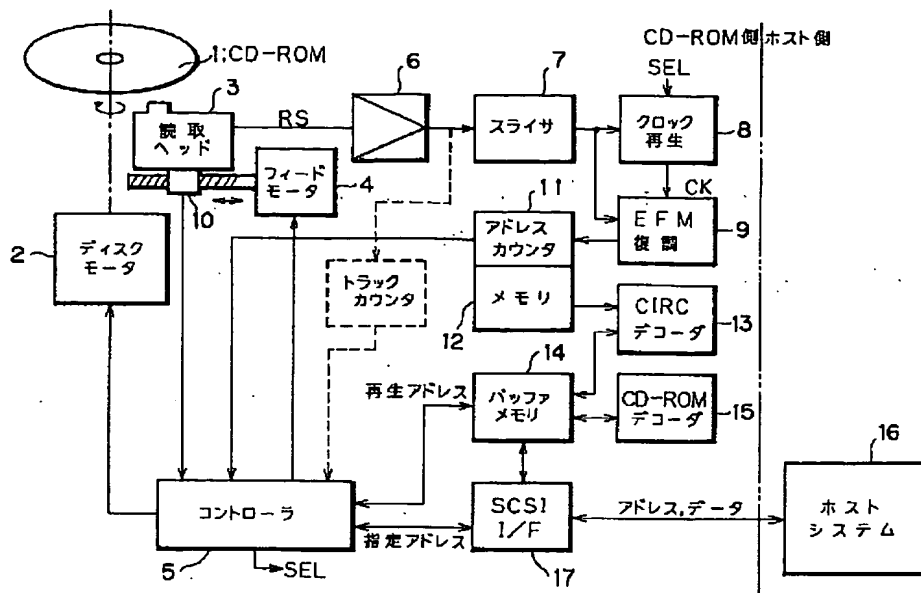 CD-ROM側 ホスト側
1;CD-ROM
6
7
SEL
3
RS
読取
ヘッド
スライサ
クロック
再生
8
フィード
モータ
4
10
11
CK
EFM
復調
9
2
ディスク
モータ
アドレス
カウンタ
トラック
カウンタ
メモリ
12
CIRC
デコーダ
13
14
再生アドレス
バッファ
メモリ
CD-ROM
デコーダ
15
16
コントローラ
SCSI
I/F
アドレス,データ
ホスト
システム
指定アドレス
5
SEL
17